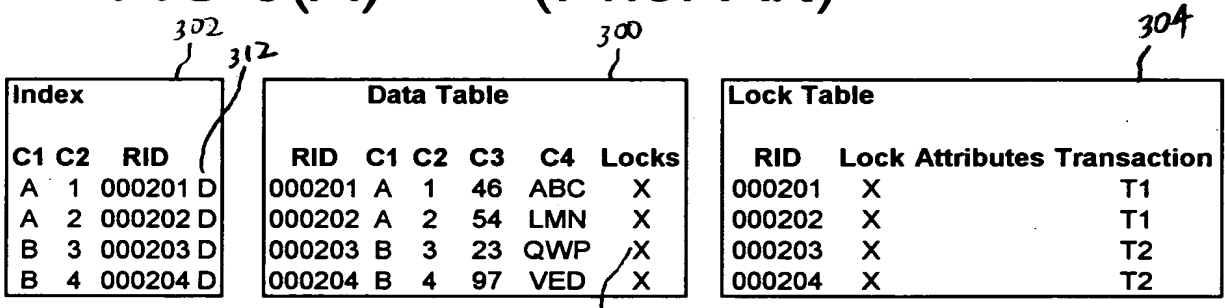 302
312
300
304
Index
C1 C2 RID
A 1 000201 D
A 2 000202 D
B 3 000203 D
B 4 000204 D
Data Table
RID C1 C2 C3 C4 Locks
000201 A 1 46 ABC X
000202 A 2 54 LMN X
000203 B 3 23 QWP X
000204 B 4 97 VED X
Lock Table
RID Lock Attributes Transaction
000201 X T1
000202 X T1
000203 X T2
000204 X T2